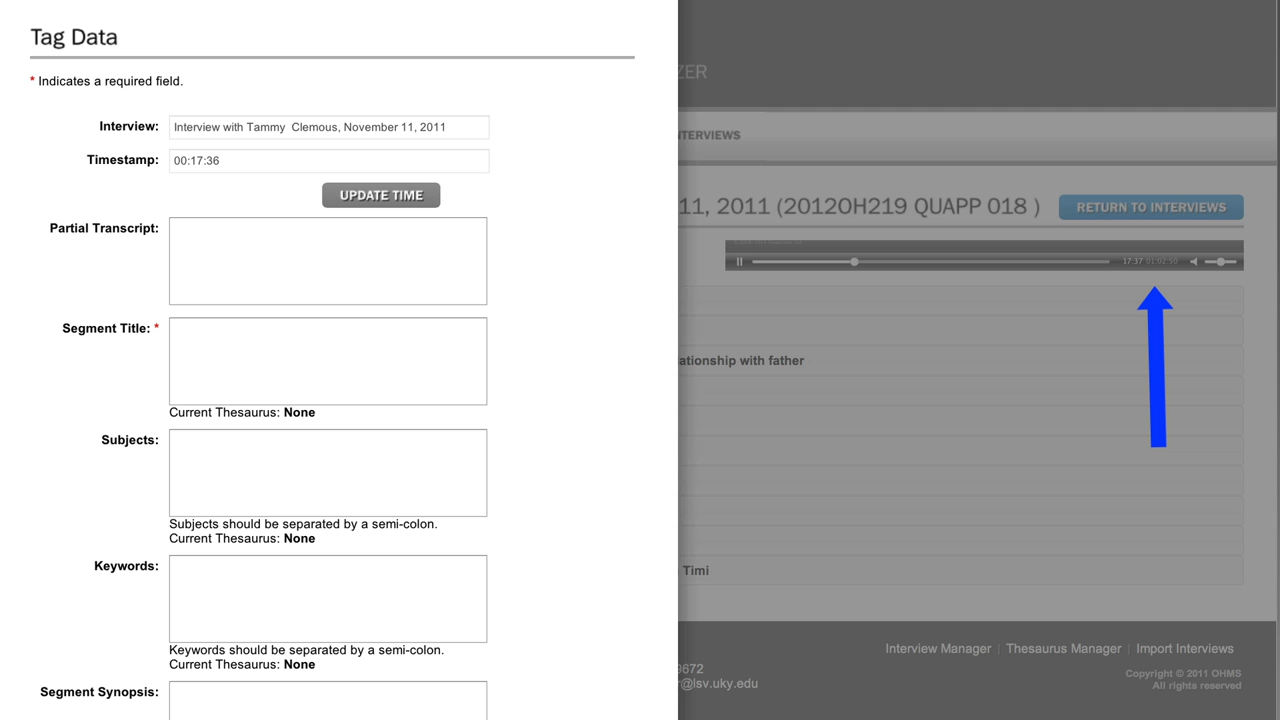 Tag Data
* Indicates a required field.
Interview: Interview with Tammy Clemous, November 11, 2011
Timestamp: 00:17:36
UPDATE TIME
Partial Transcript:
Segment Title: *
Current Thesaurus: None
Subjects:
Subjects should be separated by a semi-colon.
Current Thesaurus: None
Keywords:
Keywords should be separated by a semi-colon.
Current Thesaurus: None
Segment Synopsis:
ZER
TERVIEWS
11, 2011 (2012OH219 QUAPP 018 )
RETURN TO INTERVIEWS
17:37 01:02:50
ationship with father
Timi
Interview Manager | Thesaurus Manager | Import Interviews
9672
r@lsv.uky.edu
Copyright © 2011 OHMS
All rights reserved